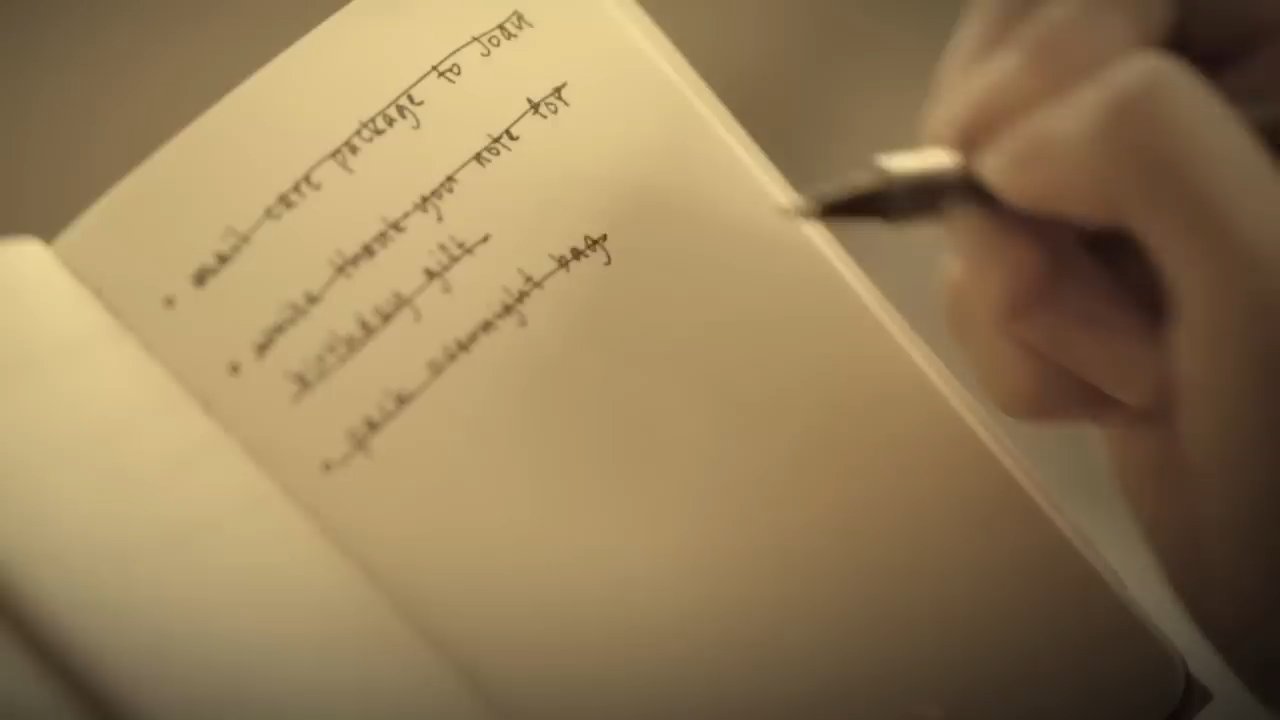 • mail care package to Joan
• write thank you note for
birthday gift
• pack overnight bag